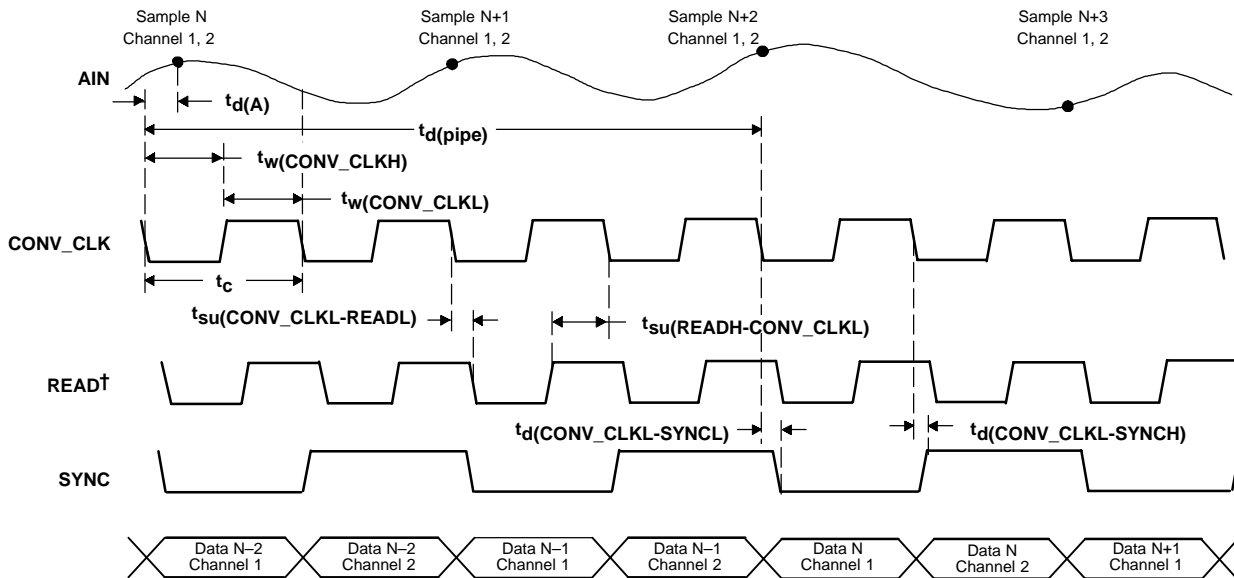 Sample N
Channel 1, 2
Sample N+1
Channel 1, 2
Sample N+2
Channel 1, 2
Sample N+3
Channel 1, 2
AIN
td(A)
td(pipe)
tw(CONV_CLKH)
tw(CONV_CLKL)
CONV_CLK
tc
tsu(CONV_CLKL-READL)
tsu(READH-CONV_CLKL)
READ†
td(CONV_CLKL-SYNCL)
td(CONV_CLKL-SYNCH)
SYNC
Data N–2
Channel 1
Data N–2
Channel 2
Data N–1
Channel 1
Data N–1
Channel 2
Data N
Channel 1
Data N
Channel 2
Data N+1
Channel 1